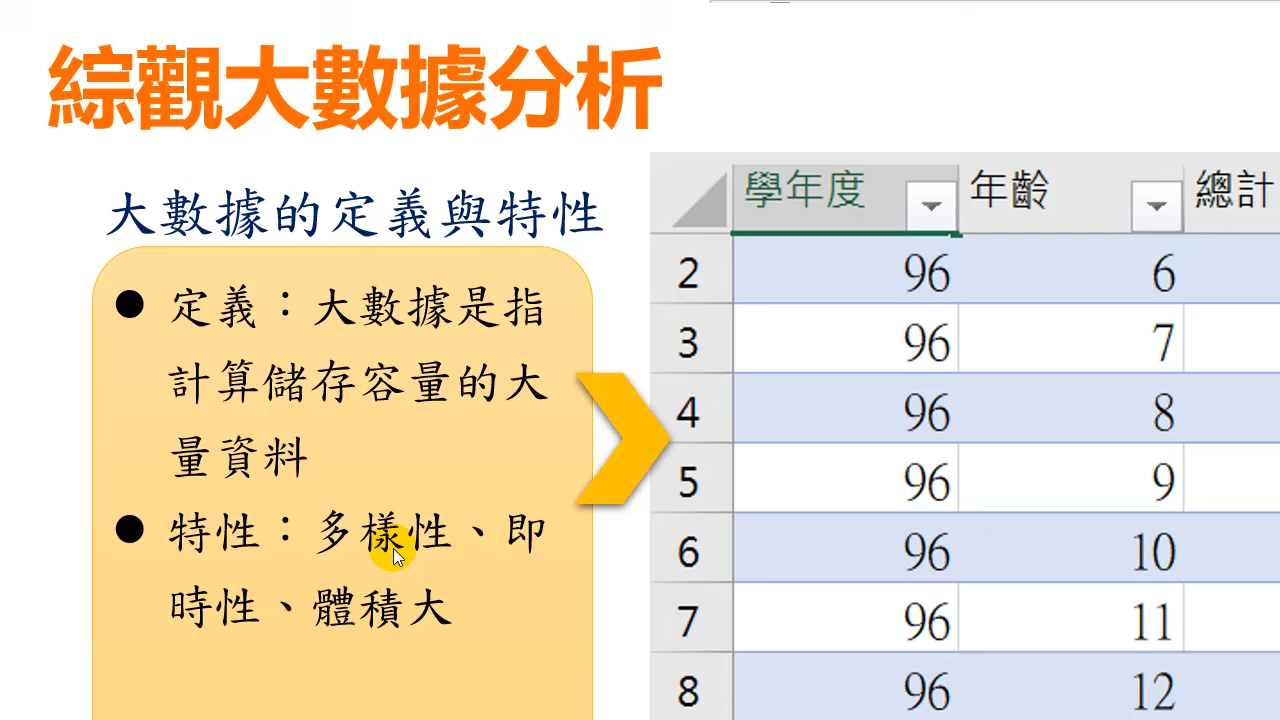 綜觀大數據分析
大數據的定義與特性
● 定義：大數據是指
計算儲存容量的大
量資料
● 特性：多樣性、即
時性、體積大
學年度 年齡 總計
2 96 6
3 96 7
4 96 8
5 96 9
6 96 10
7 96 11
8 96 12